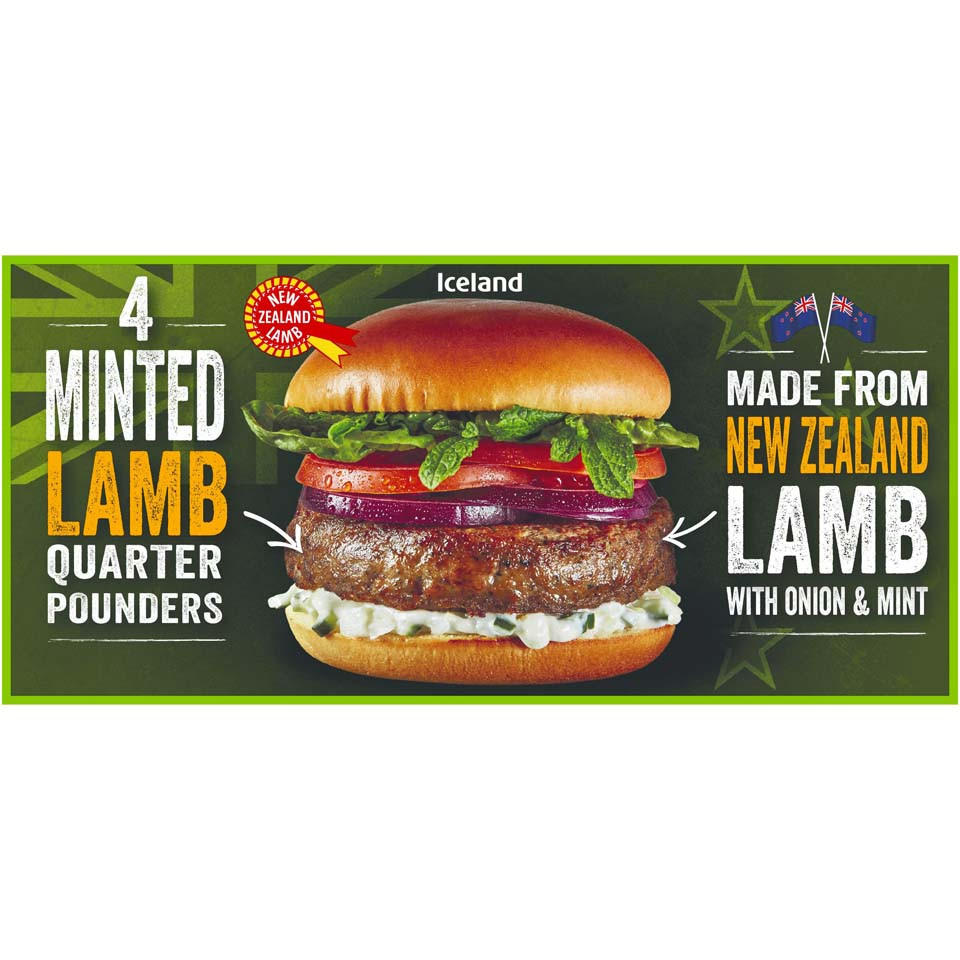 Iceland
4
MINTED
LAMB
QUARTER
POUNDERS
NEW
ZEALAND
LAMB
MADE FROM
NEW ZEALAND
LAMB
WITH ONION & MINT